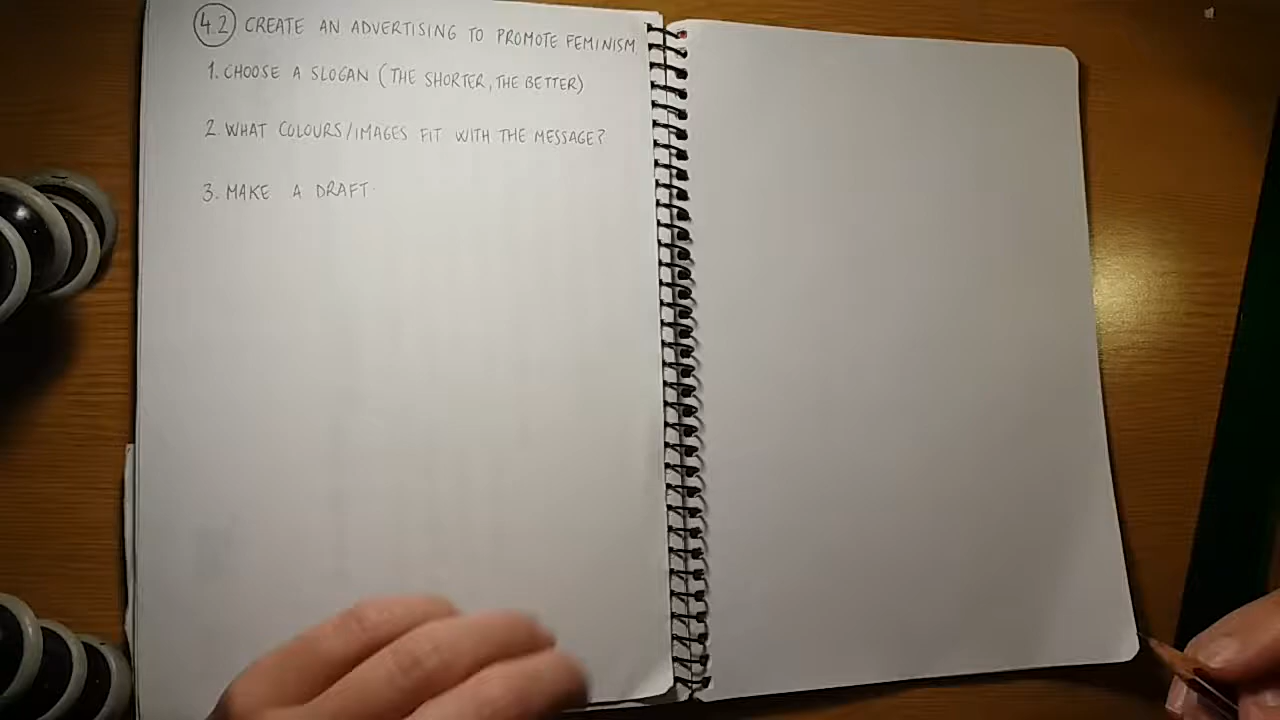 4.2 CREATE AN ADVERTISING TO PROMOTE FEMINISM
1. CHOOSE A SLOGAN (THE SHORTER, THE BETTER)
2 WHAT COLOURS/IMAGES FIT WITH THE MESSAGE?
3. MAKE A DRAFT